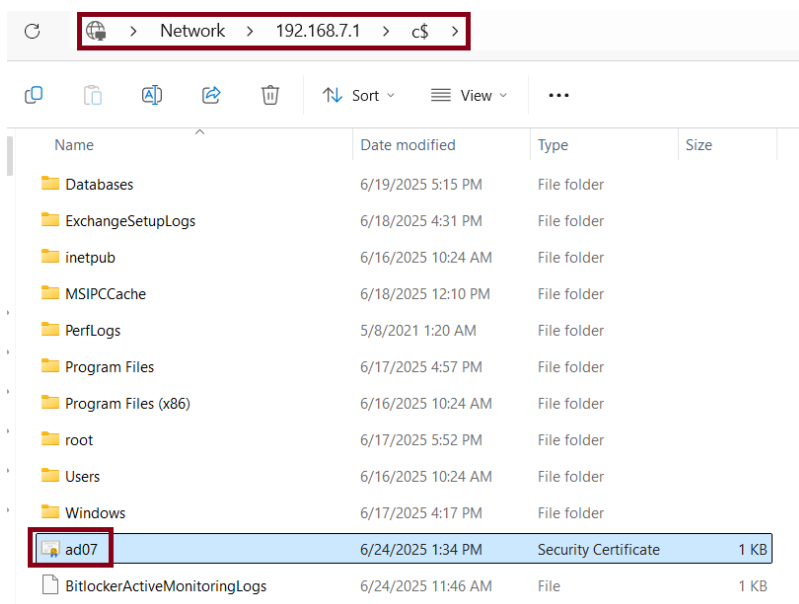 Network > 192.168.7.1 > c$ >
Sort View
Name Date modified Type Size
Databases 6/19/2025 5:15 PM File folder
ExchangeSetupLogs 6/18/2025 4:31 PM File folder
inetpub 6/16/2025 10:24 AM File folder
MSIPCCache 6/18/2025 12:10 PM File folder
PerfLogs 5/8/2021 1:20 AM File folder
Program Files 6/17/2025 4:57 PM File folder
Program Files (x86) 6/16/2025 10:24 AM File folder
root 6/17/2025 5:52 PM File folder
Users 6/16/2025 10:24 AM File folder
Windows 6/17/2025 4:17 PM File folder
ad07 6/24/2025 1:34 PM Security Certificate 1 KB
BitlockerActiveMonitoringLogs 6/24/2025 11:46 AM File 1 KB